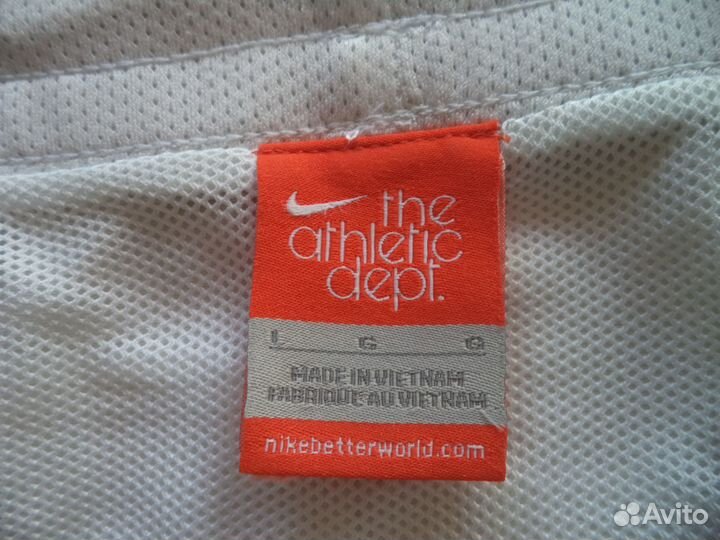 the
athletic
dept.
L G G
MADE IN VIETNAM
FABRIQUE AU VIETNAM
nikebetterworld.com
Avito